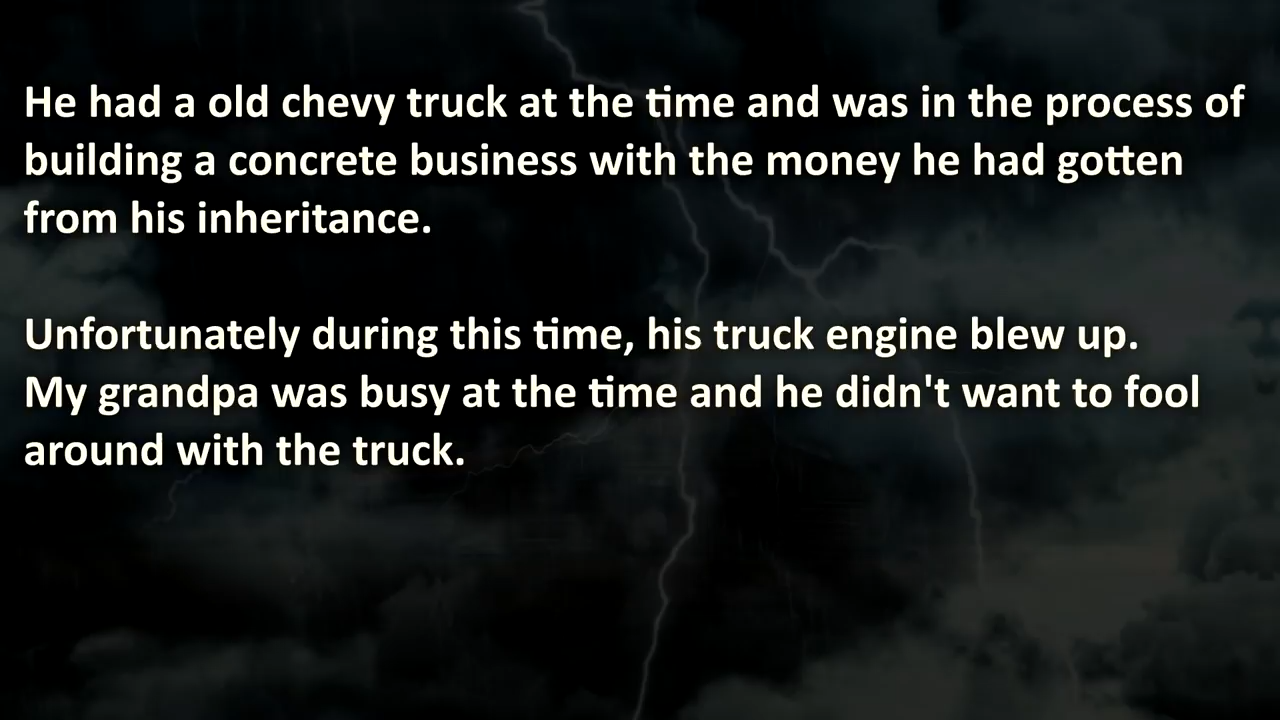 He had a old chevy truck at the time and was in the process of
building a concrete business with the money he had gotten
from his inheritance.
Unfortunately during this time, his truck engine blew up.
My grandpa was busy at the time and he didn't want to fool
around with the truck.